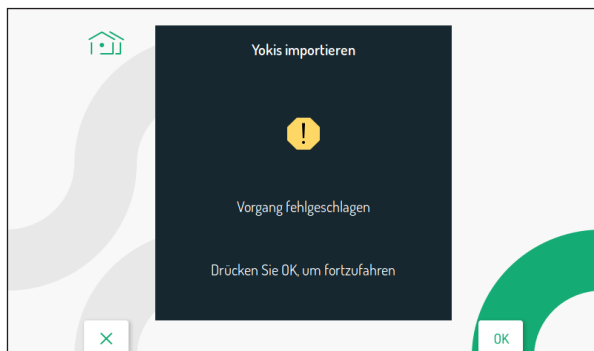 Yokis importieren
Vorgang fehlgeschlagen
Drücken Sie OK, um fortzufahren
OK